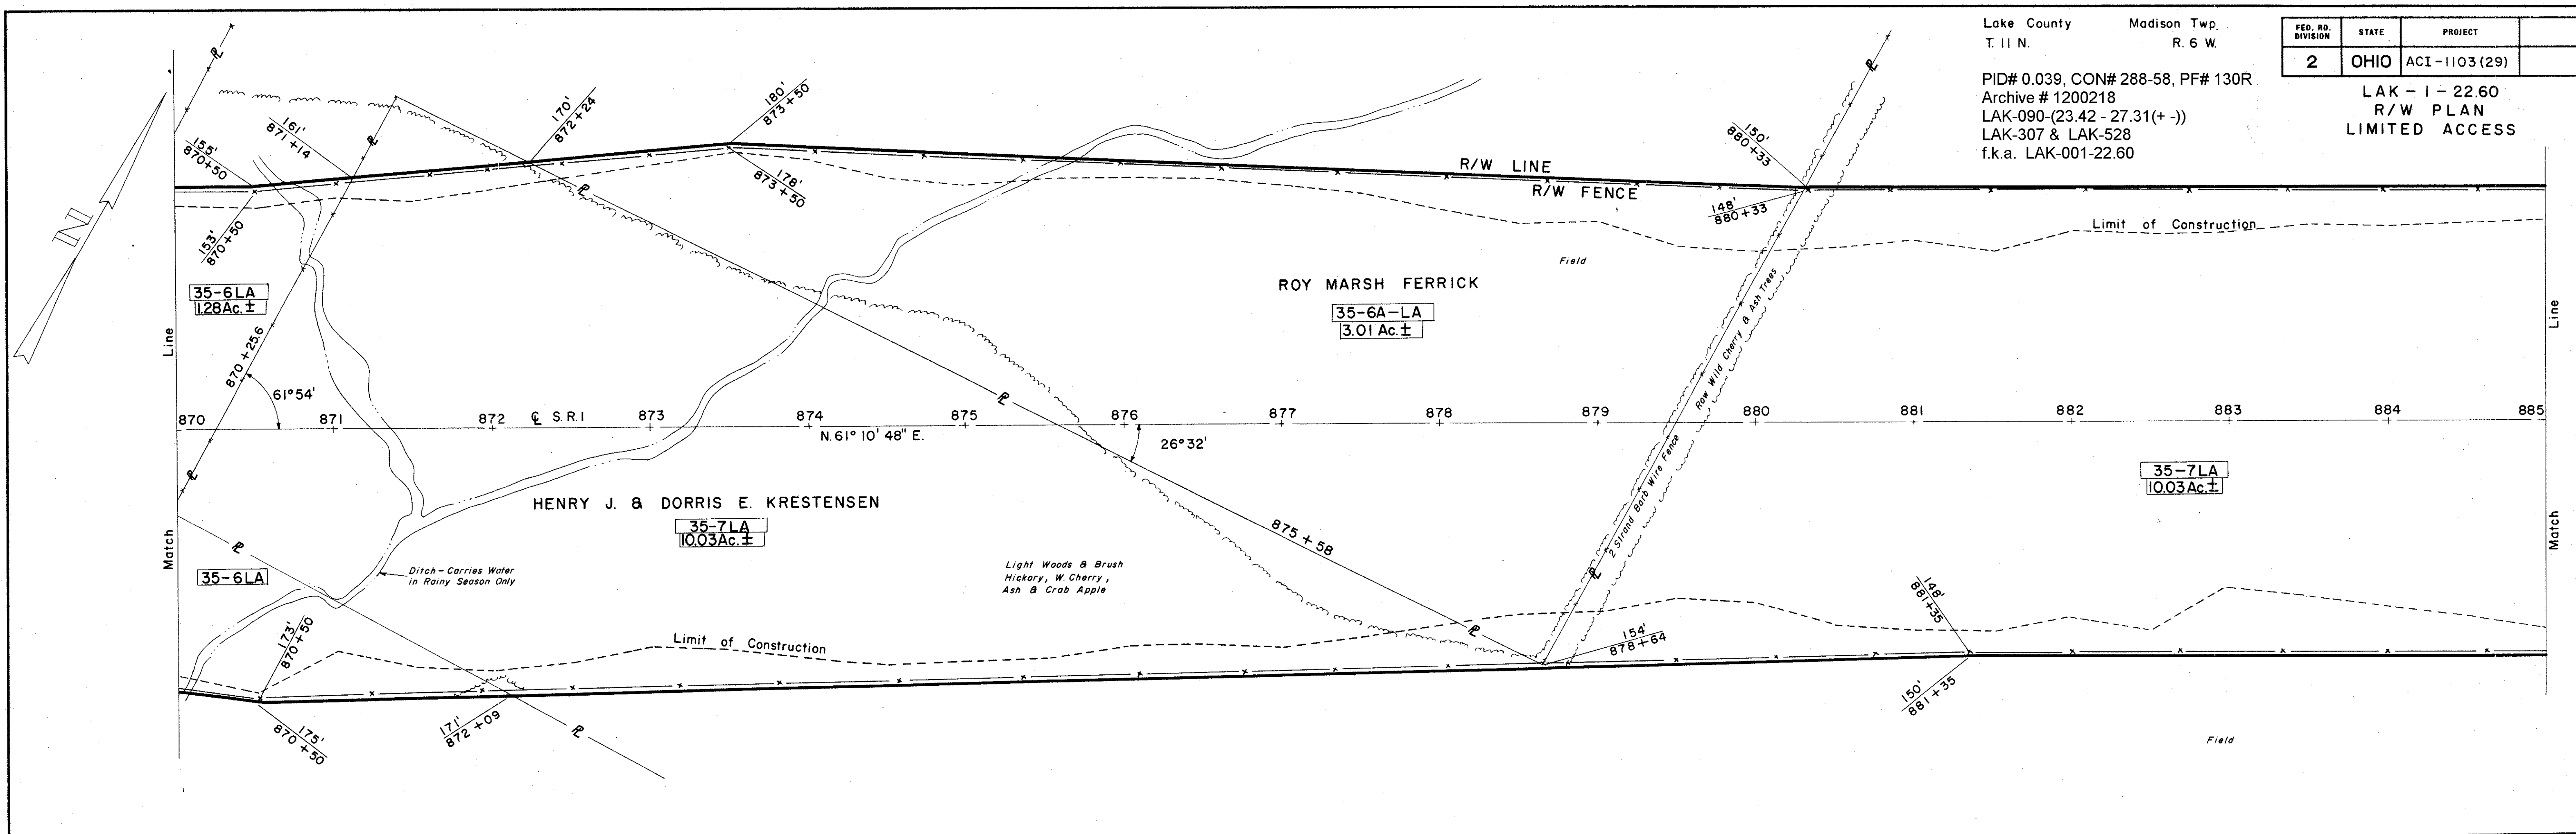 Lake County Madison Twp.
T. 11 N. R. 6 W.
PID# 0.039, CON# 288-58, PF# 130R
Archive # 1200218
LAK-090-(23.42 - 27.31(+ -))
LAK-307 & LAK-528
f.k.a. LAK-001-22.60
FED. RD. DIVISION STATE PROJECT
2 OHIO ACI-1103(29)
LAK - 1 - 22.60
R/W PLAN
LIMITED ACCESS
IN
155'
870+50
161'
871+14
170'
872+24
180'
873+50
178'
873+50
153'
870+50
R/W LINE
R/W FENCE
150'
880+33
148'
880+33
Limit of Construction
Field
35-6LA
1.28Ac.±
ROY MARSH FERRICK
35-6A-LA
3.01 Ac.±
Match Line
870 + 25.6
61°54'
870 871 872 ℄ S.R.1 873 874 875 876 877 878 879 880 881 882 883 884 885
N. 61° 10' 48" E.
26°32'
2 Strand Barb Wire Fence
Row Wild Cherry & Ash Trees
Match Line
HENRY J. & DORRIS E. KRESTENSEN
35-7LA
10.03Ac.±
35-7LA
10.03Ac.±
875 + 58
35-6LA
Ditch-Carries Water
in Rainy Season Only
Light Woods & Brush
Hickory, W. Cherry,
Ash & Crab Apple
173'
870+50
Limit of Construction
154'
878+64
148'
881+35
175'
870+50
171'
872+09
150'
881+35
Field
℄